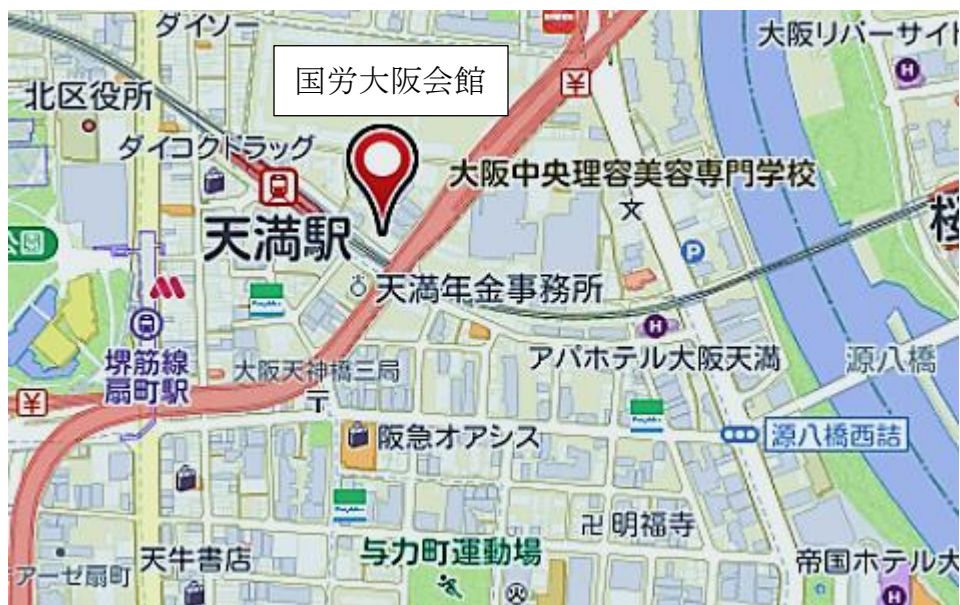 ダイソー
国労大阪会館
大阪リバーサイド
北区役所
ダイコクドラッグ
大阪中央理容美容専門学校
天満駅
桜
公園
天満年金事務所
堺筋線
扇町駅
大阪天神橋三局
アパホテル大阪天満
源八橋
阪急オアシス
源八橋西詰
明福寺
天牛書店
与力町運動場
アーゼ扇町
帝国ホテル大